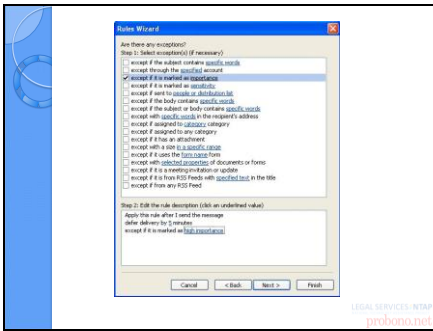 Rules Wizard
Are there any exceptions?
Step 1: Select exception(s) (if necessary)
except if the subject contains specific words
except through the specified account
except if it is marked as importance
except if it is marked as sensitivity
except if sent to people or distribution list
except if the body contains specific words
except if the subject or body contains specific words
except with specific words in the recipient's address
except if assigned to category category
except if assigned to any category
except if it has an attachment
except with a size in a specific range
except if it uses the form name form
except with selected properties of documents or forms
except if it is a meeting invitation or update
except if it is from RSS Feeds with specified text in the title
except if from any RSS Feed
Step 2: Edit the rule description (click an underlined value)
Apply this rule after I send the message
defer delivery by 5 minutes
except if it is marked as high importance
Cancel < Back Next > Finish
LEGAL SERVICES NTAP
probono.net